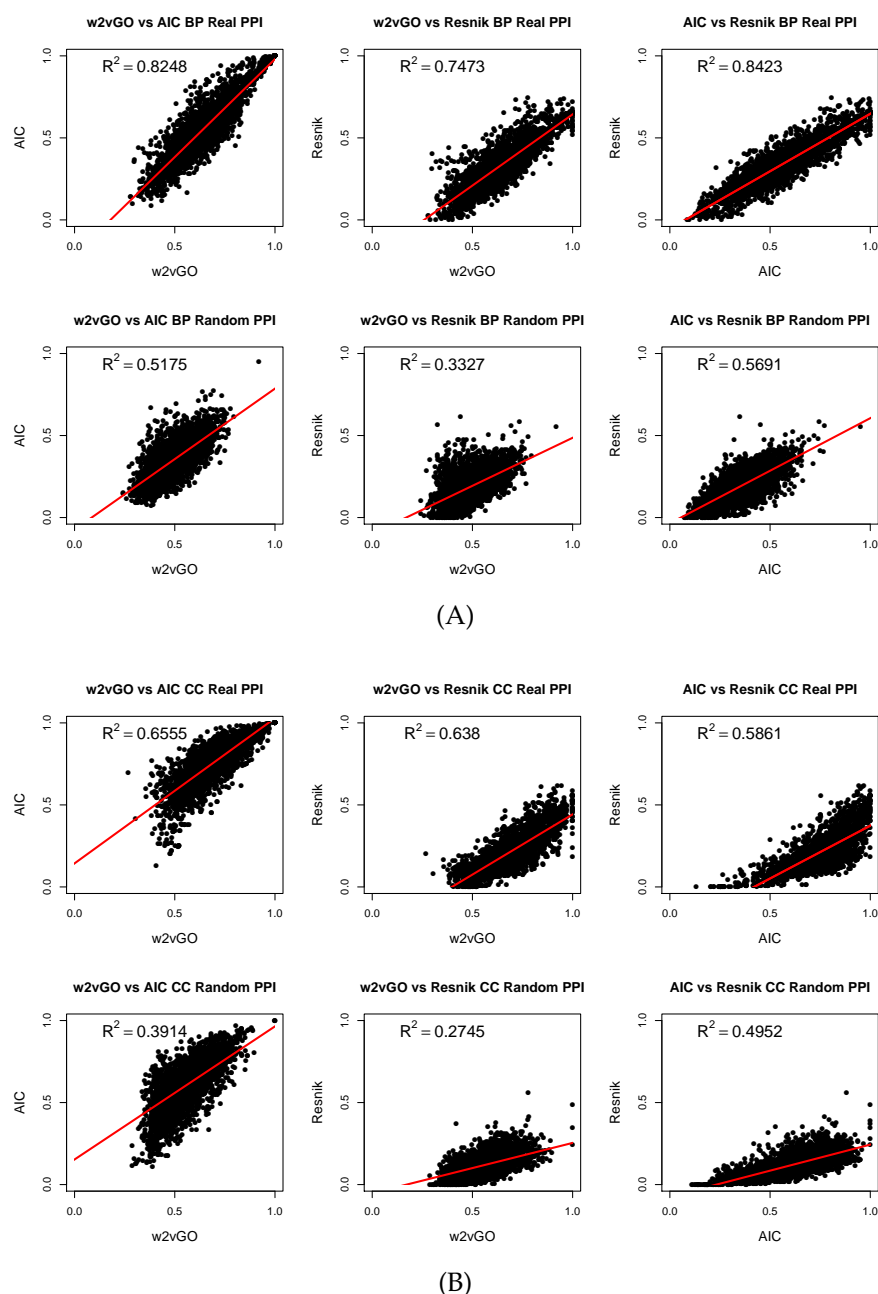 w2vGO vs AIC BP Real PPI
R² = 0.8248
AIC
1.0
0.5
0.0
0.0 0.5 1.0
w2vGO
w2vGO vs Resnik BP Real PPI
R² = 0.7473
Resnik
1.0
0.5
0.0
0.0 0.5 1.0
w2vGO
AIC vs Resnik BP Real PPI
R² = 0.8423
Resnik
1.0
0.5
0.0
0.0 0.5 1.0
AIC
w2vGO vs AIC BP Random PPI
R² = 0.5175
AIC
1.0
0.5
0.0
0.0 0.5 1.0
w2vGO
w2vGO vs Resnik BP Random PPI
R² = 0.3327
Resnik
1.0
0.5
0.0
0.0 0.5 1.0
w2vGO
AIC vs Resnik BP Random PPI
R² = 0.5691
Resnik
1.0
0.5
0.0
0.0 0.5 1.0
AIC
(A)
w2vGO vs AIC CC Real PPI
R² = 0.6555
AIC
1.0
0.5
0.0
0.0 0.5 1.0
w2vGO
w2vGO vs Resnik CC Real PPI
R² = 0.638
Resnik
1.0
0.5
0.0
0.0 0.5 1.0
w2vGO
AIC vs Resnik CC Real PPI
R² = 0.5861
Resnik
1.0
0.5
0.0
0.0 0.5 1.0
AIC
w2vGO vs AIC CC Random PPI
R² = 0.3914
AIC
1.0
0.5
0.0
0.0 0.5 1.0
w2vGO
w2vGO vs Resnik CC Random PPI
R² = 0.2745
Resnik
1.0
0.5
0.0
0.0 0.5 1.0
w2vGO
AIC vs Resnik CC Random PPI
R² = 0.4952
Resnik
1.0
0.5
0.0
0.0 0.5 1.0
AIC
(B)